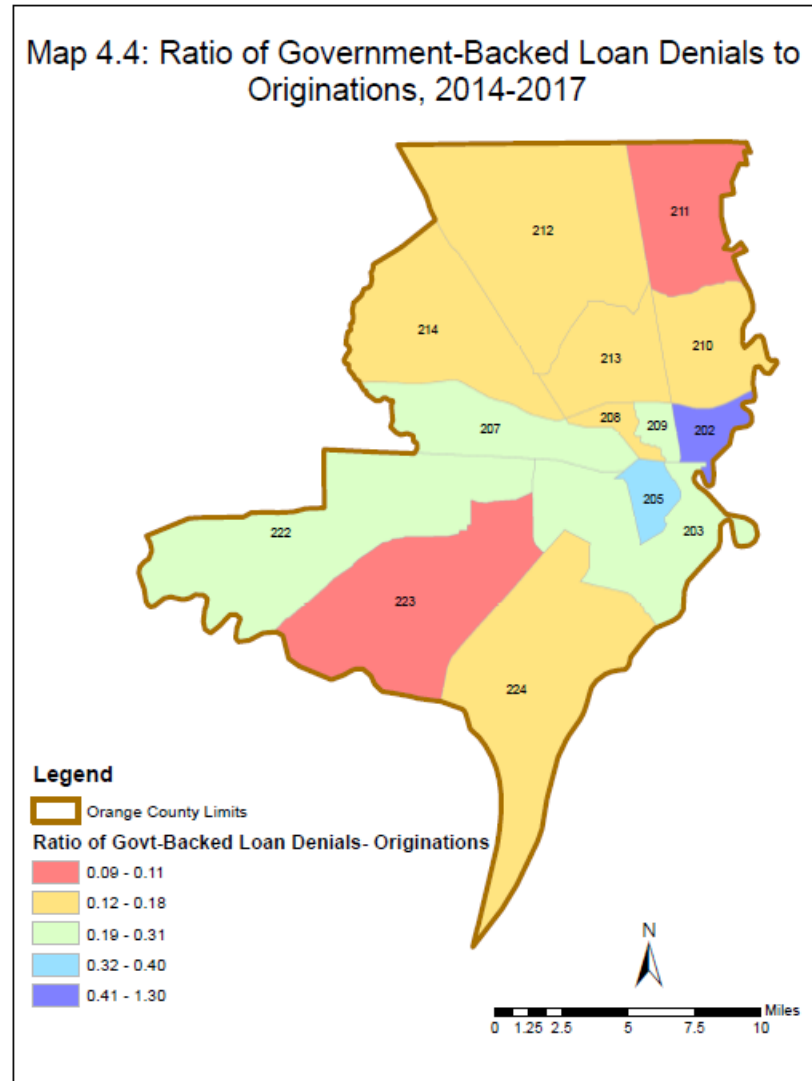 Map 4.4: Ratio of Government-Backed Loan Denials to
Originations, 2014-2017
211
212
214
213
210
208
209
202
207
205
203
222
223
224
Legend
Orange County Limits
Ratio of Govt-Backed Loan Denials- Originations
0.09 - 0.11
0.12 - 0.18
0.19 - 0.31
0.32 - 0.40
0.41 - 1.30
N
Miles
0 1.25 2.5 5 7.5 10